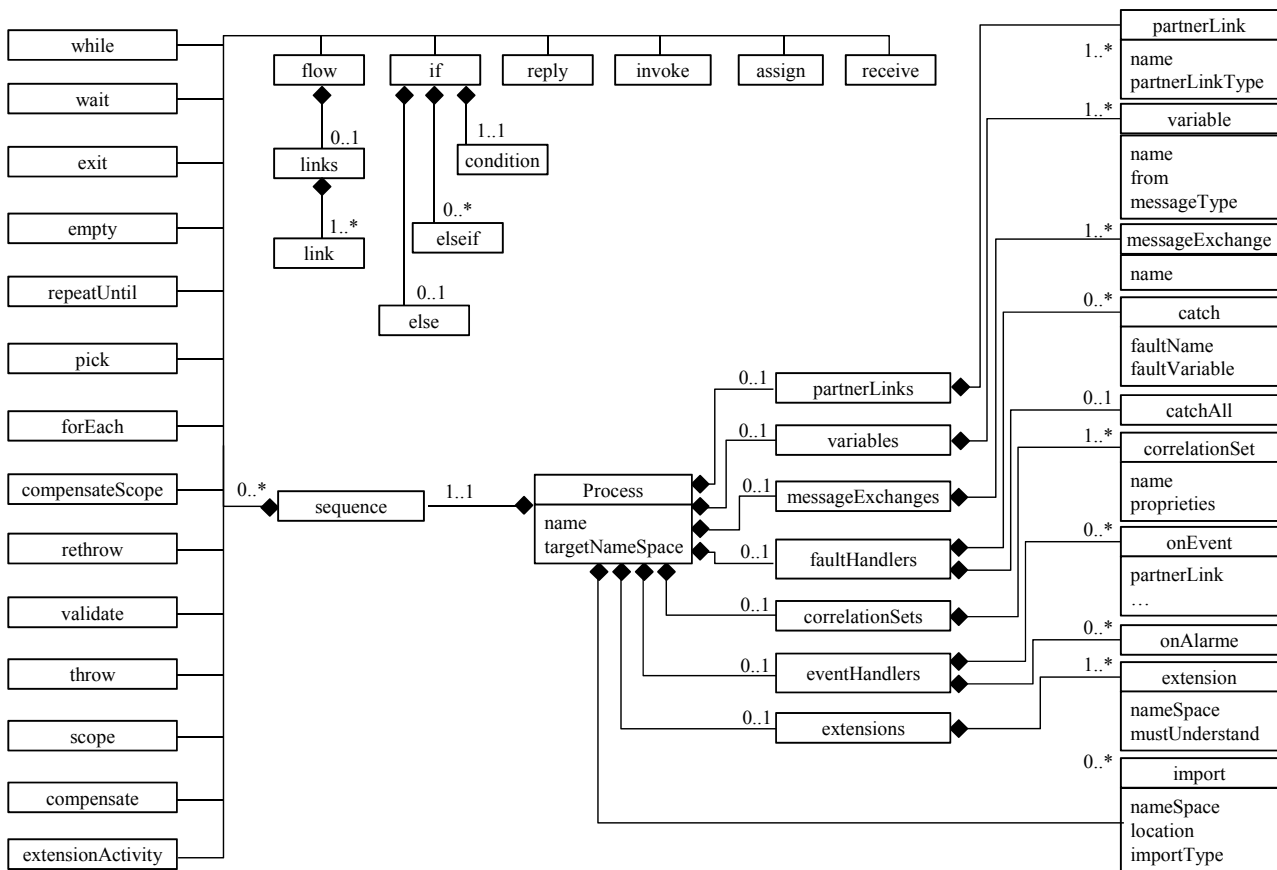 while
wait
exit
empty
repeatUntil
pick
forEach
compensateScope
rethrow
validate
throw
scope
compensate
extensionActivity
flow
if
reply
invoke
assign
receive
0..1
links
1..*
link
1..1
condition
0..*
elseif
0..1
else
0..*
sequence
1..1
Process
name
targetNameSpace
0..1
partnerLinks
0..1
variables
0..1
messageExchanges
0..1
faultHandlers
0..1
correlationSets
0..1
eventHandlers
0..1
extensions
partnerLink
1..*
name
partnerLinkType
1..*
variable
name
from
messageType
1..*
messageExchange
name
0..*
catch
faultName
faultVariable
0..1
catchAll
1..*
correlationSet
name
proprieties
0..*
onEvent
partnerLink
…
0..*
onAlarme
1..*
extension
nameSpace
mustUnderstand
0..*
import
nameSpace
location
importType